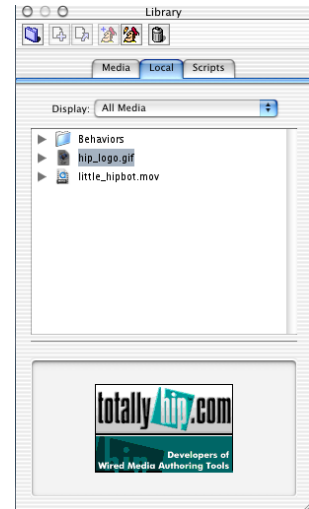 Library
Media Local Scripts
Display: All Media
Behaviors
hip_logo.gif
little_hipbot.mov
totally hip .com
hip
Developers of
Wired Media Authoring Tools